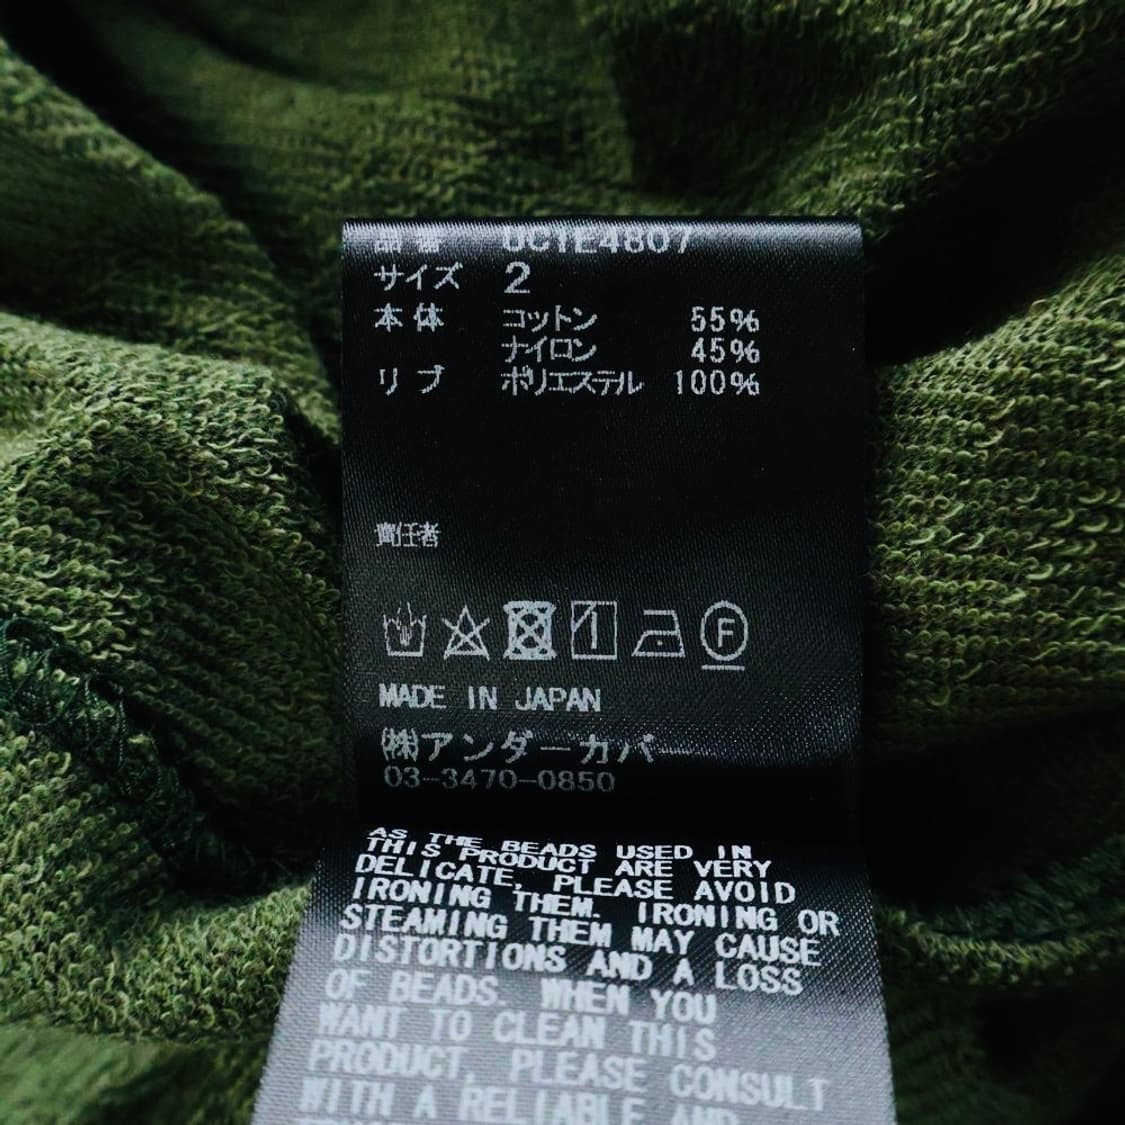 品番 UC1E4807
サイズ 2
本体 コットン 55%
ナイロン 45%
リブ ポリエステル 100%
責任者
F
MADE IN JAPAN
㈱アンダーカバー
03-3470-0850
AS THE BEADS USED IN
THIS PRODUCT ARE VERY
DELICATE, PLEASE AVOID
IRONING THEM. IRONING OR
STEAMING THEM MAY CAUSE
DISTORTIONS AND A LOSS
OF BEADS. WHEN YOU
WANT TO CLEAN THIS
PRODUCT, PLEASE CONSULT
WITH A RELIABLE AND